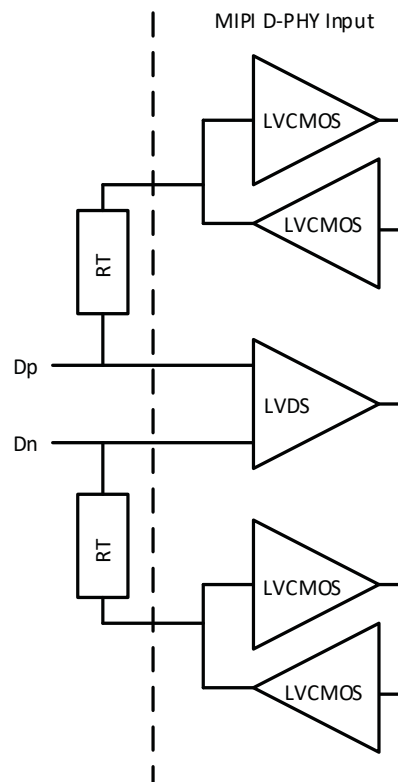 MIPI D-PHY Input
LVCMOS
LVCMOS
RT
Dp
LVDS
Dn
RT
LVCMOS
LVCMOS